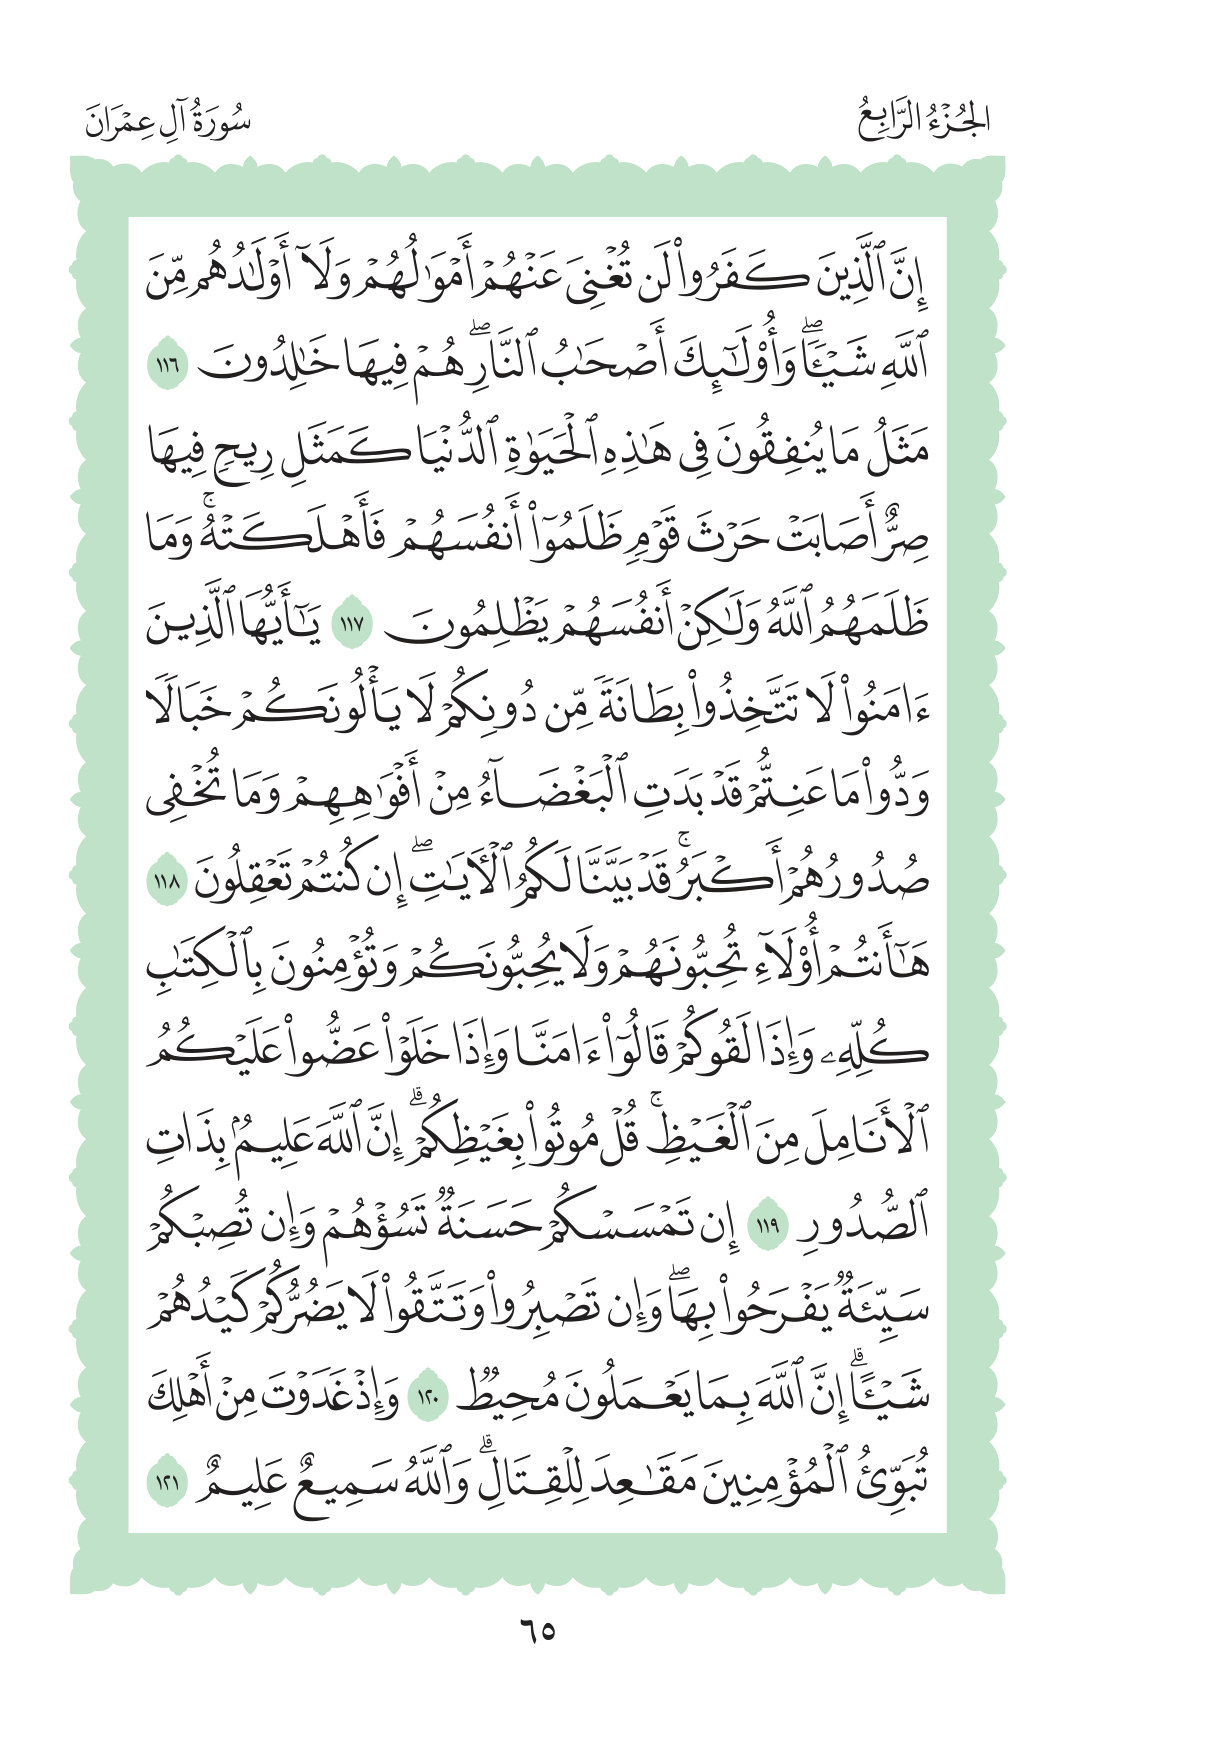 الجُزْءُ الرَّابِعُ
سُورَةُ آلِ عِمْرَانَ
إِنَّ ٱلَّذِينَ كَفَرُوا۟ لَن تُغْنِىَ عَنْهُمْ أَمْوَٰلُهُمْ وَلَآ أَوْلَٰدُهُم مِّنَ
ٱللَّهِ شَيْـًٔا ۖ وَأُو۟لَٰٓئِكَ أَصْحَٰبُ ٱلنَّارِ ۖ هُمْ فِيهَا خَٰلِدُونَ ١١٦
مَثَلُ مَا يُنفِقُونَ فِى هَٰذِهِ ٱلْحَيَوٰةِ ٱلدُّنْيَا كَمَثَلِ رِيحٍ فِيهَا
صِرٌّ أَصَابَتْ حَرْثَ قَوْمٍ ظَلَمُوٓا۟ أَنفُسَهُمْ فَأَهْلَكَتْهُ ۚ وَمَا
ظَلَمَهُمُ ٱللَّهُ وَلَٰكِنْ أَنفُسَهُمْ يَظْلِمُونَ ١١٧ يَٰٓأَيُّهَا ٱلَّذِينَ
ءَامَنُوا۟ لَا تَتَّخِذُوا۟ بِطَانَةً مِّن دُونِكُمْ لَا يَأْلُونَكُمْ خَبَالًا
وَدُّوا۟ مَا عَنِتُّمْ قَدْ بَدَتِ ٱلْبَغْضَآءُ مِنْ أَفْوَٰهِهِمْ وَمَا تُخْفِى
صُدُورُهُمْ أَكْبَرُ ۚ قَدْ بَيَّنَّا لَكُمُ ٱلْـَٔايَٰتِ ۖ إِن كُنتُمْ تَعْقِلُونَ ١١٨
هَٰٓأَنتُمْ أُو۟لَآءِ تُحِبُّونَهُمْ وَلَا يُحِبُّونَكُمْ وَتُؤْمِنُونَ بِٱلْكِتَٰبِ
كُلِّهِۦ وَإِذَا لَقُوكُمْ قَالُوٓا۟ ءَامَنَّا وَإِذَا خَلَوْا۟ عَضُّوا۟ عَلَيْكُمُ
ٱلْأَنَامِلَ مِنَ ٱلْغَيْظِ ۚ قُلْ مُوتُوا۟ بِغَيْظِكُمْ ۗ إِنَّ ٱللَّهَ عَلِيمٌۢ بِذَاتِ
ٱلصُّدُورِ ١١٩ إِن تَمْسَسْكُمْ حَسَنَةٌ تَسُؤْهُمْ وَإِن تُصِبْكُمْ
سَيِّئَةٌ يَفْرَحُوا۟ بِهَا ۖ وَإِن تَصْبِرُوا۟ وَتَتَّقُوا۟ لَا يَضُرُّكُمْ كَيْدُهُمْ
شَيْـًٔا ۗ إِنَّ ٱللَّهَ بِمَا يَعْمَلُونَ مُحِيطٌ ١٢٠ وَإِذْ غَدَوْتَ مِنْ أَهْلِكَ
تُبَوِّئُ ٱلْمُؤْمِنِينَ مَقَٰعِدَ لِلْقِتَالِ ۗ وَٱللَّهُ سَمِيعٌ عَلِيمٌ ١٢١
٦٥